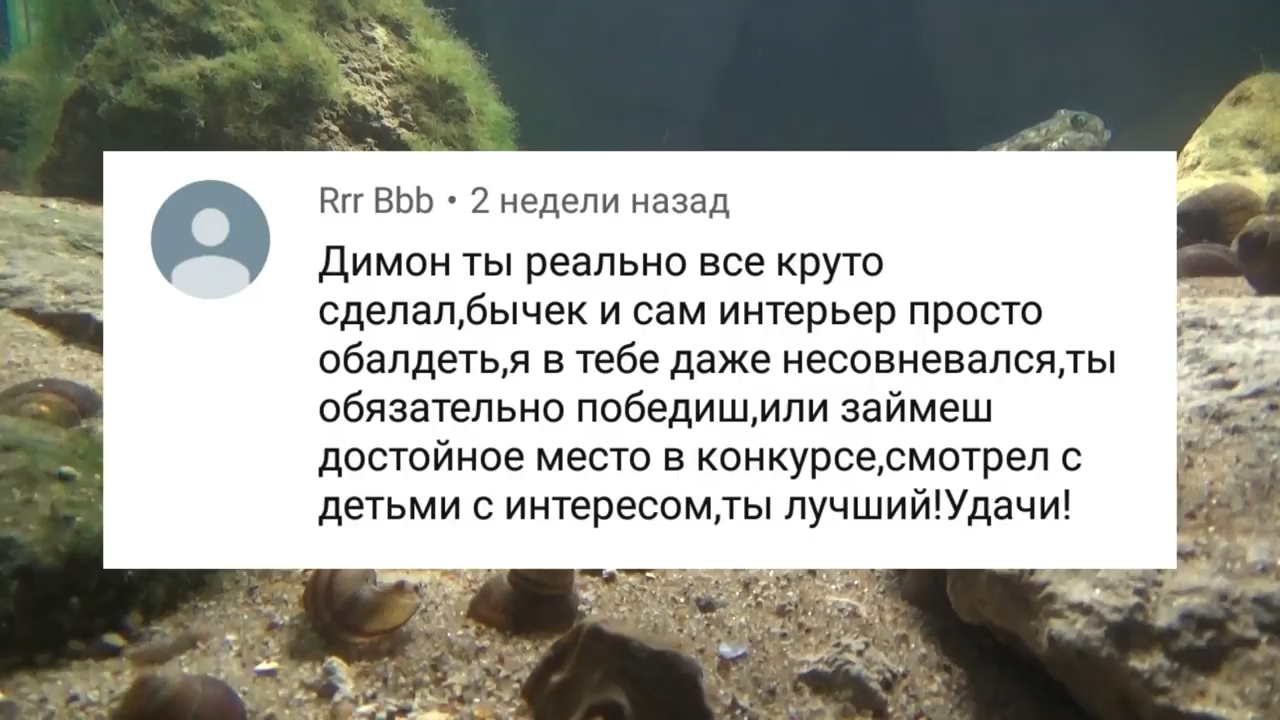 Rrr Bbb • 2 недели назад
Димон ты реально все круто
сделал,бычек и сам интерьер просто
обалдеть,я в тебе даже несовневался,ты
обязательно победиш,или займеш
достойное место в конкурсе,смотрел с
детьми с интересом,ты лучший!Удачи!